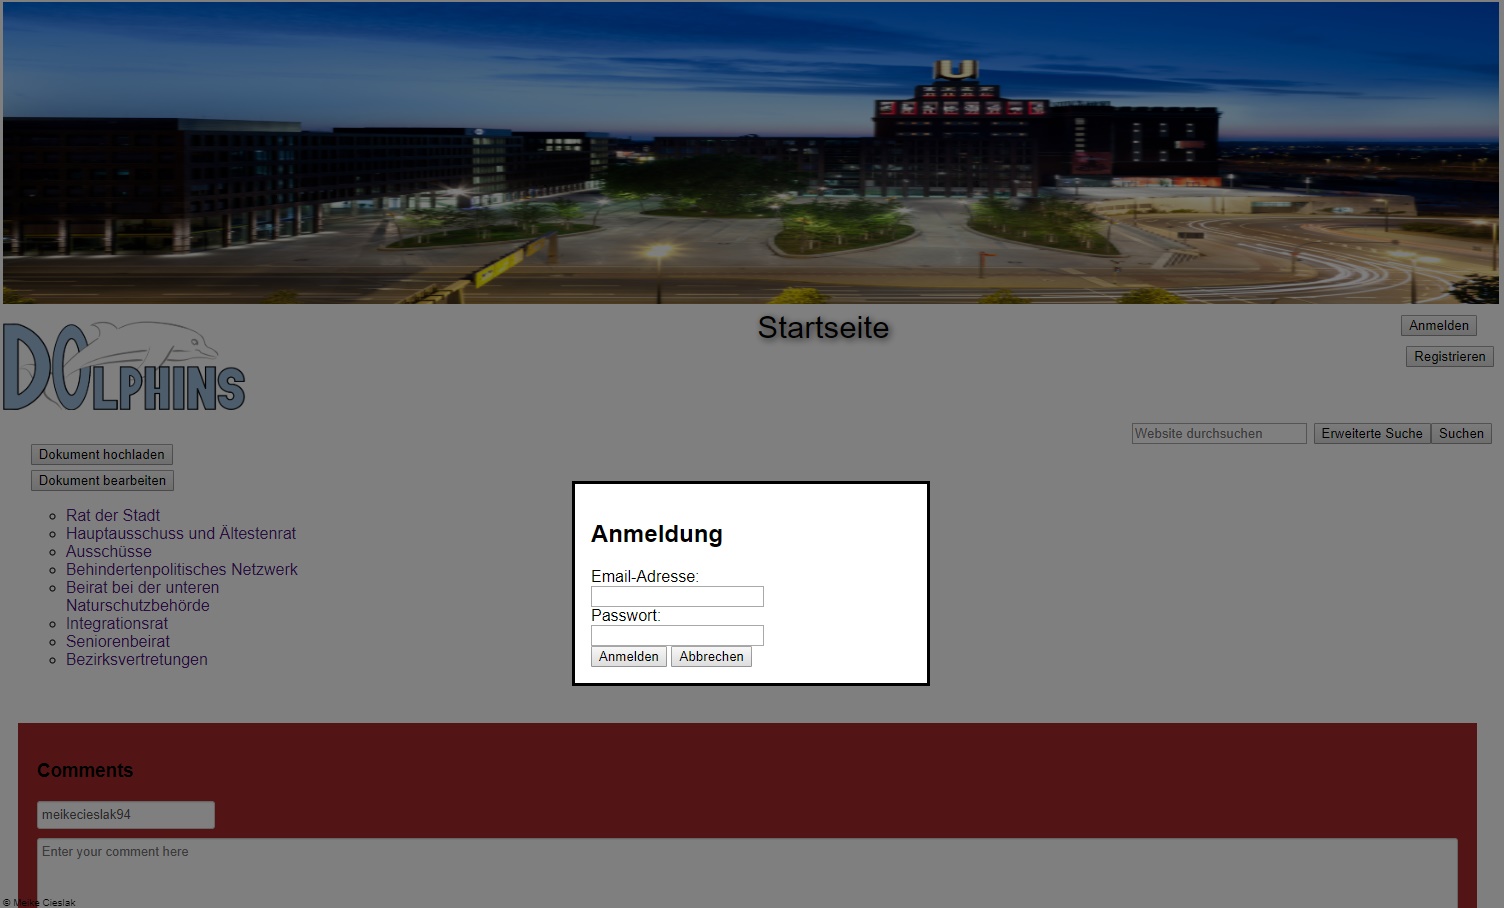 U
Startseite
Anmelden
Registrieren
DOLPHINS
Website durchsuchen
Erweiterte Suche
Suchen
Dokument hochladen
Dokument bearbeiten
Rat der Stadt
Hauptausschuss und Ältestenrat
Ausschüsse
Behindertenpolitisches Netzwerk
Beirat bei der unteren
Naturschutzbehörde
Integrationsrat
Seniorenbeirat
Bezirksvertretungen
Anmeldung
Email-Adresse:
Passwort:
Anmelden Abbrechen
Comments
meikecieslak94
Enter your comment here
© Meike Cieslak